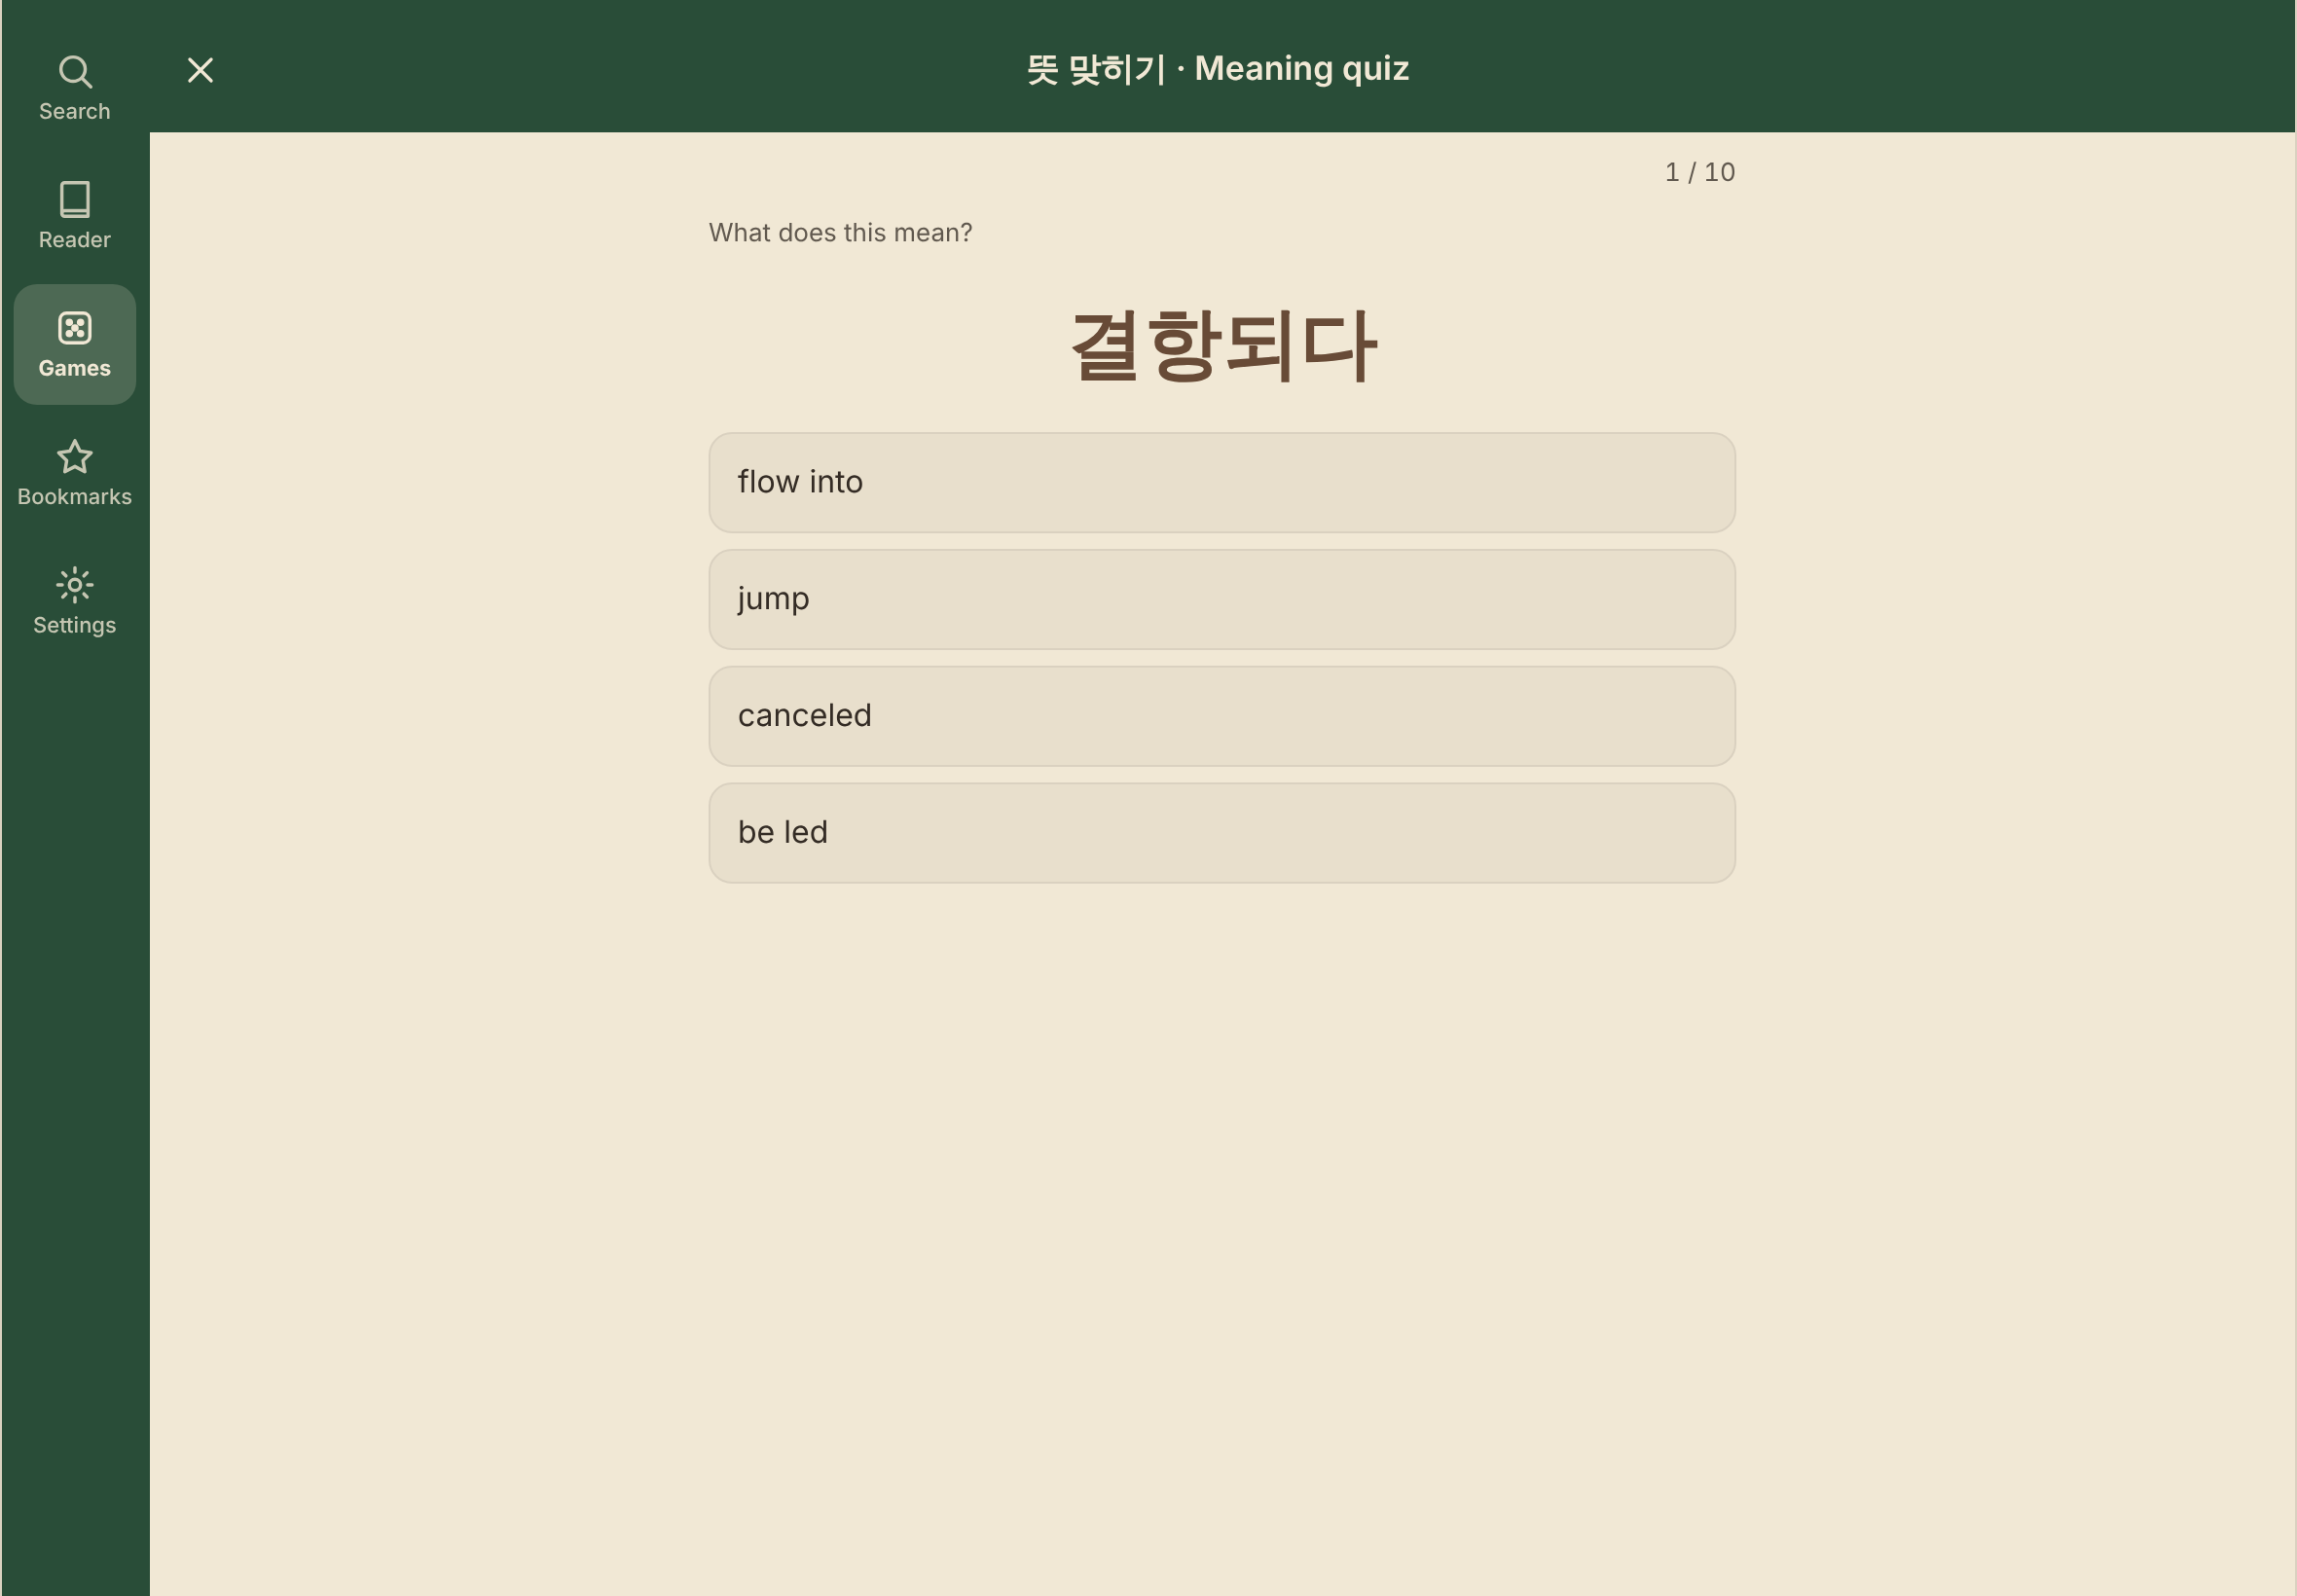 Search
Reader
Games
Bookmarks
Settings
뜻 맞히기 · Meaning quiz
1 / 10
What does this mean?
결항되다
flow into
jump
canceled
be led